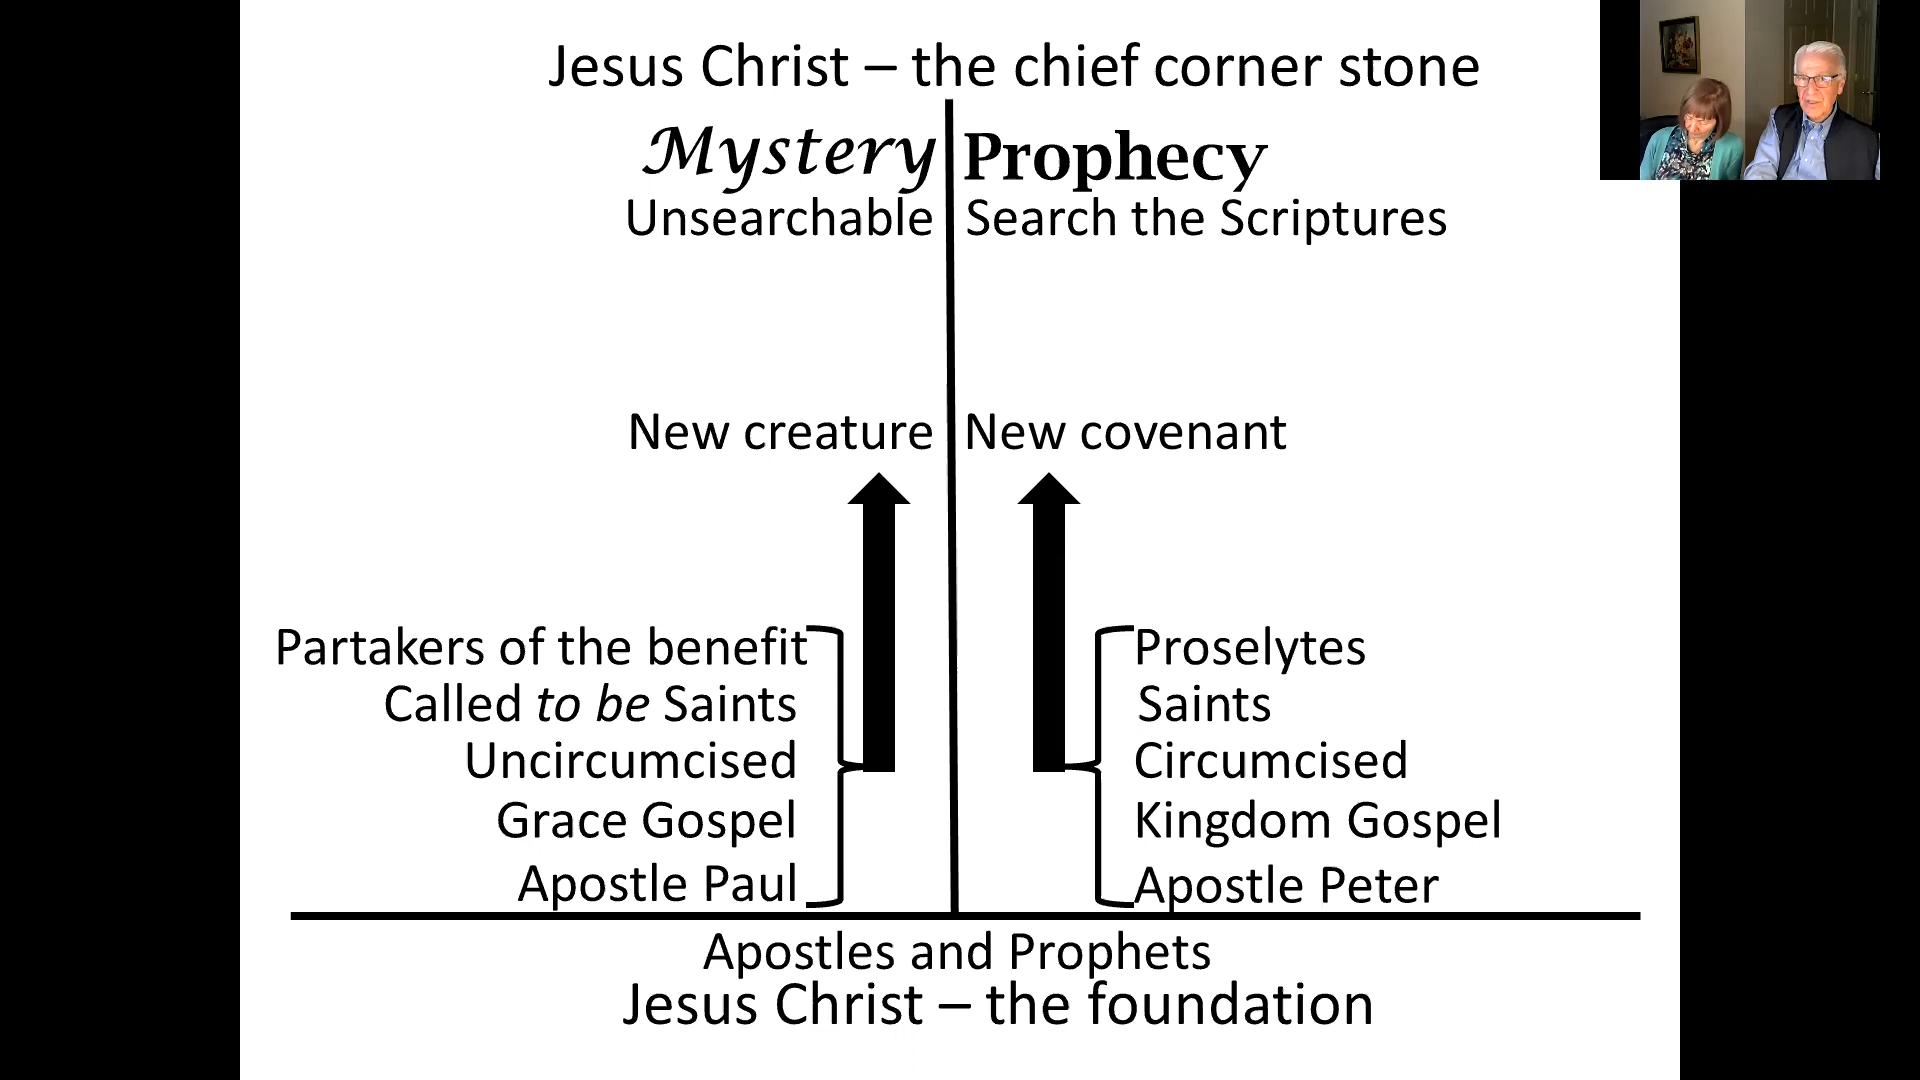 Jesus Christ – the chief corner stone
Mystery Prophecy
Unsearchable Search the Scriptures
New creature New covenant
Partakers of the benefit
Called to be Saints
Uncircumcised
Grace Gospel
Apostle Paul
Proselytes
Saints
Circumcised
Kingdom Gospel
Apostle Peter
Apostles and Prophets
Jesus Christ – the foundation